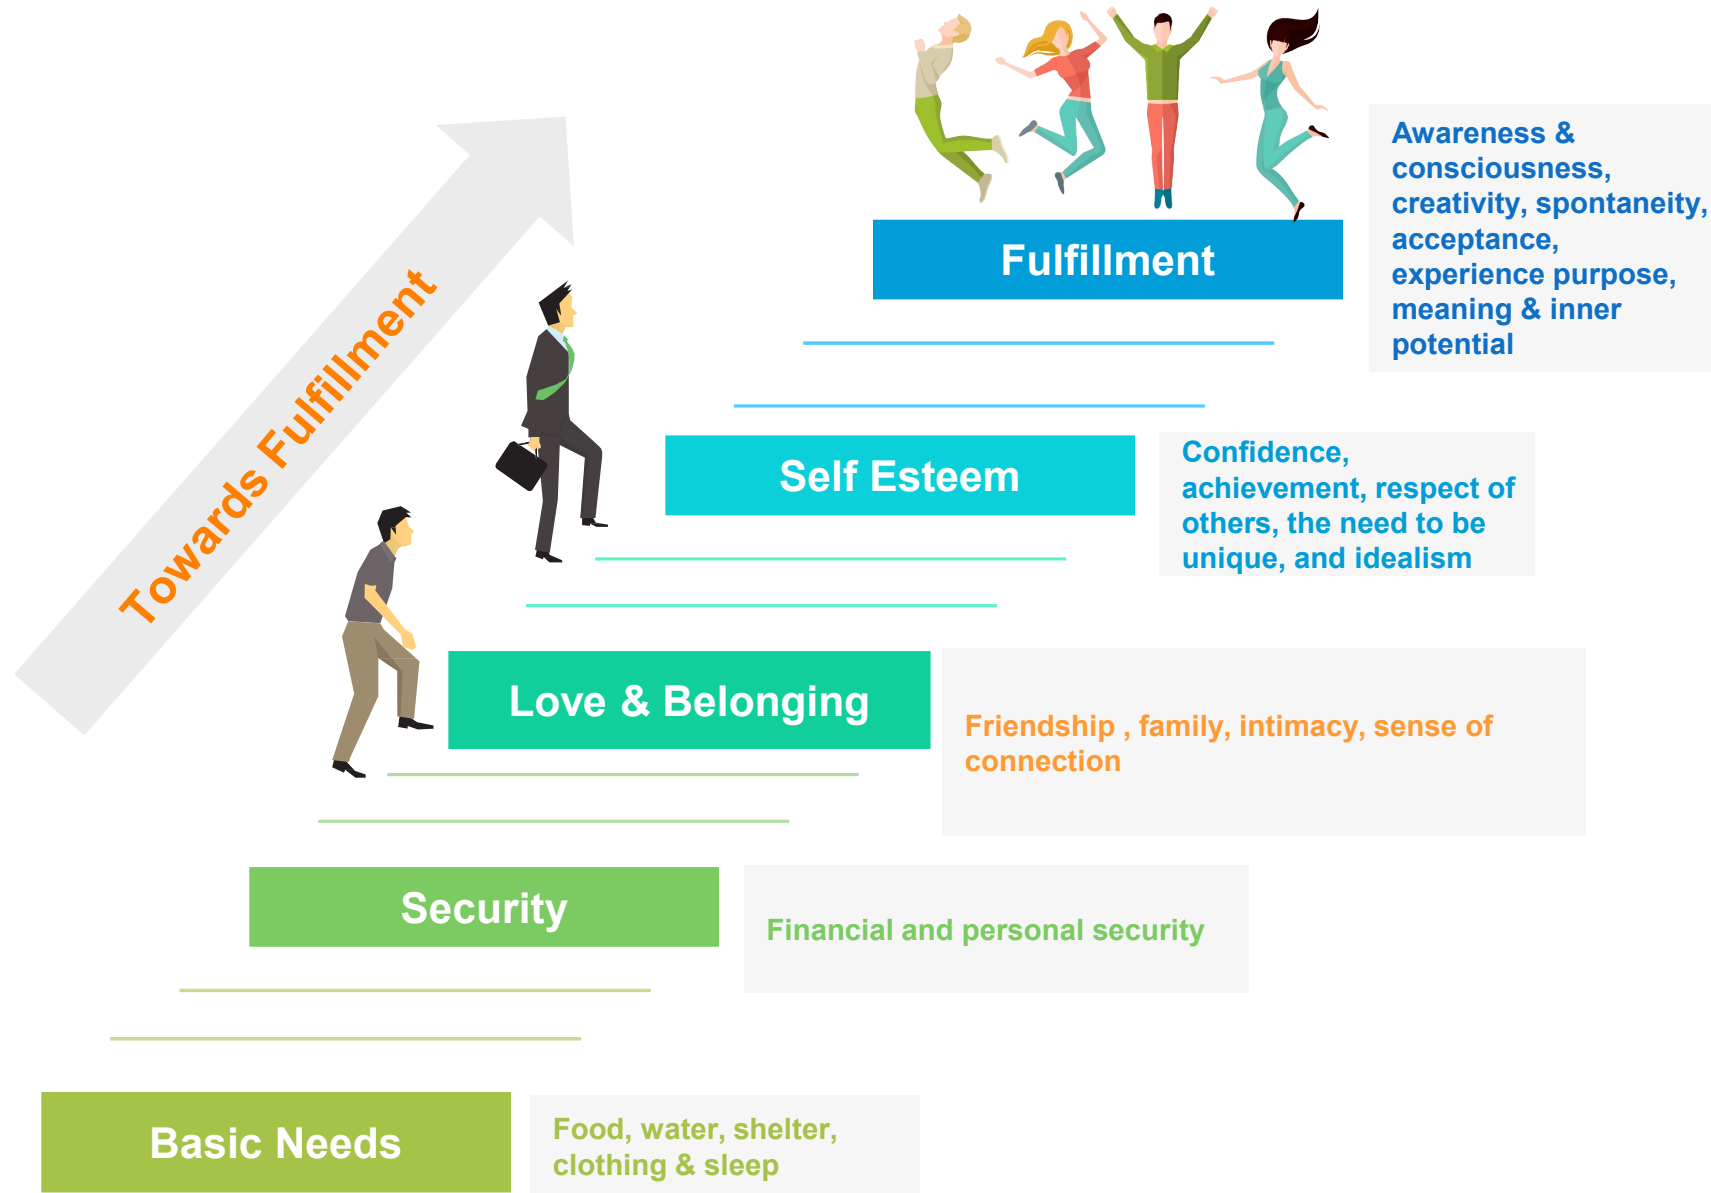 Towards Fulfillment
Fulfillment
Awareness &
consciousness,
creativity, spontaneity,
acceptance,
experience purpose,
meaning & inner
potential
Self Esteem
Confidence,
achievement, respect of
others, the need to be
unique, and idealism
Love & Belonging
Friendship , family, intimacy, sense of
connection
Security
Financial and personal security
Basic Needs
Food, water, shelter,
clothing & sleep